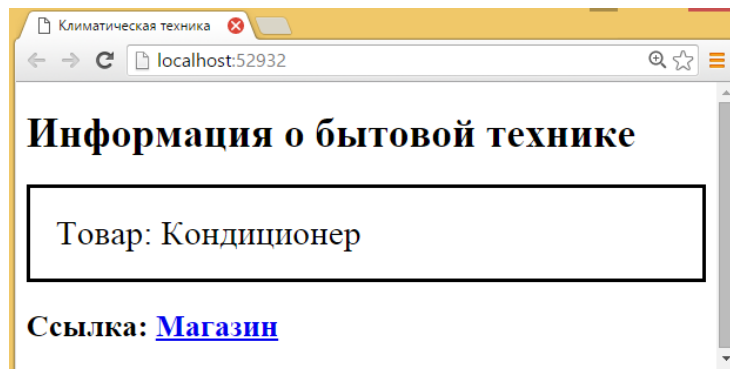 Климатическая техника
localhost:52932
Информация о бытовой технике
Товар: Кондиционер
Ссылка: Магазин